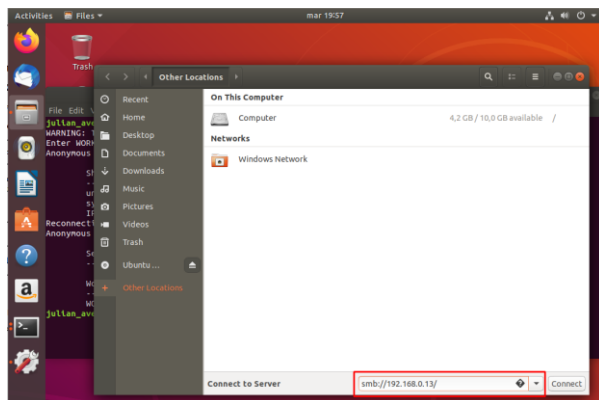 Activities Files mar 19:57
Trash
Other Locations
File Edit
Recent
On This Computer
Home
Computer 4,2 GB / 10,0 GB available /
Desktop
Networks
Documents
Windows Network
Downloads
Music
Pictures
Videos
Trash
Ubuntu ...
Other Locations
julian_ave
WARNING:
Enter WOR
Anonymous
Reconnect
Anonymous
julian_ave
Connect to Server smb://192.168.0.13/ Connect